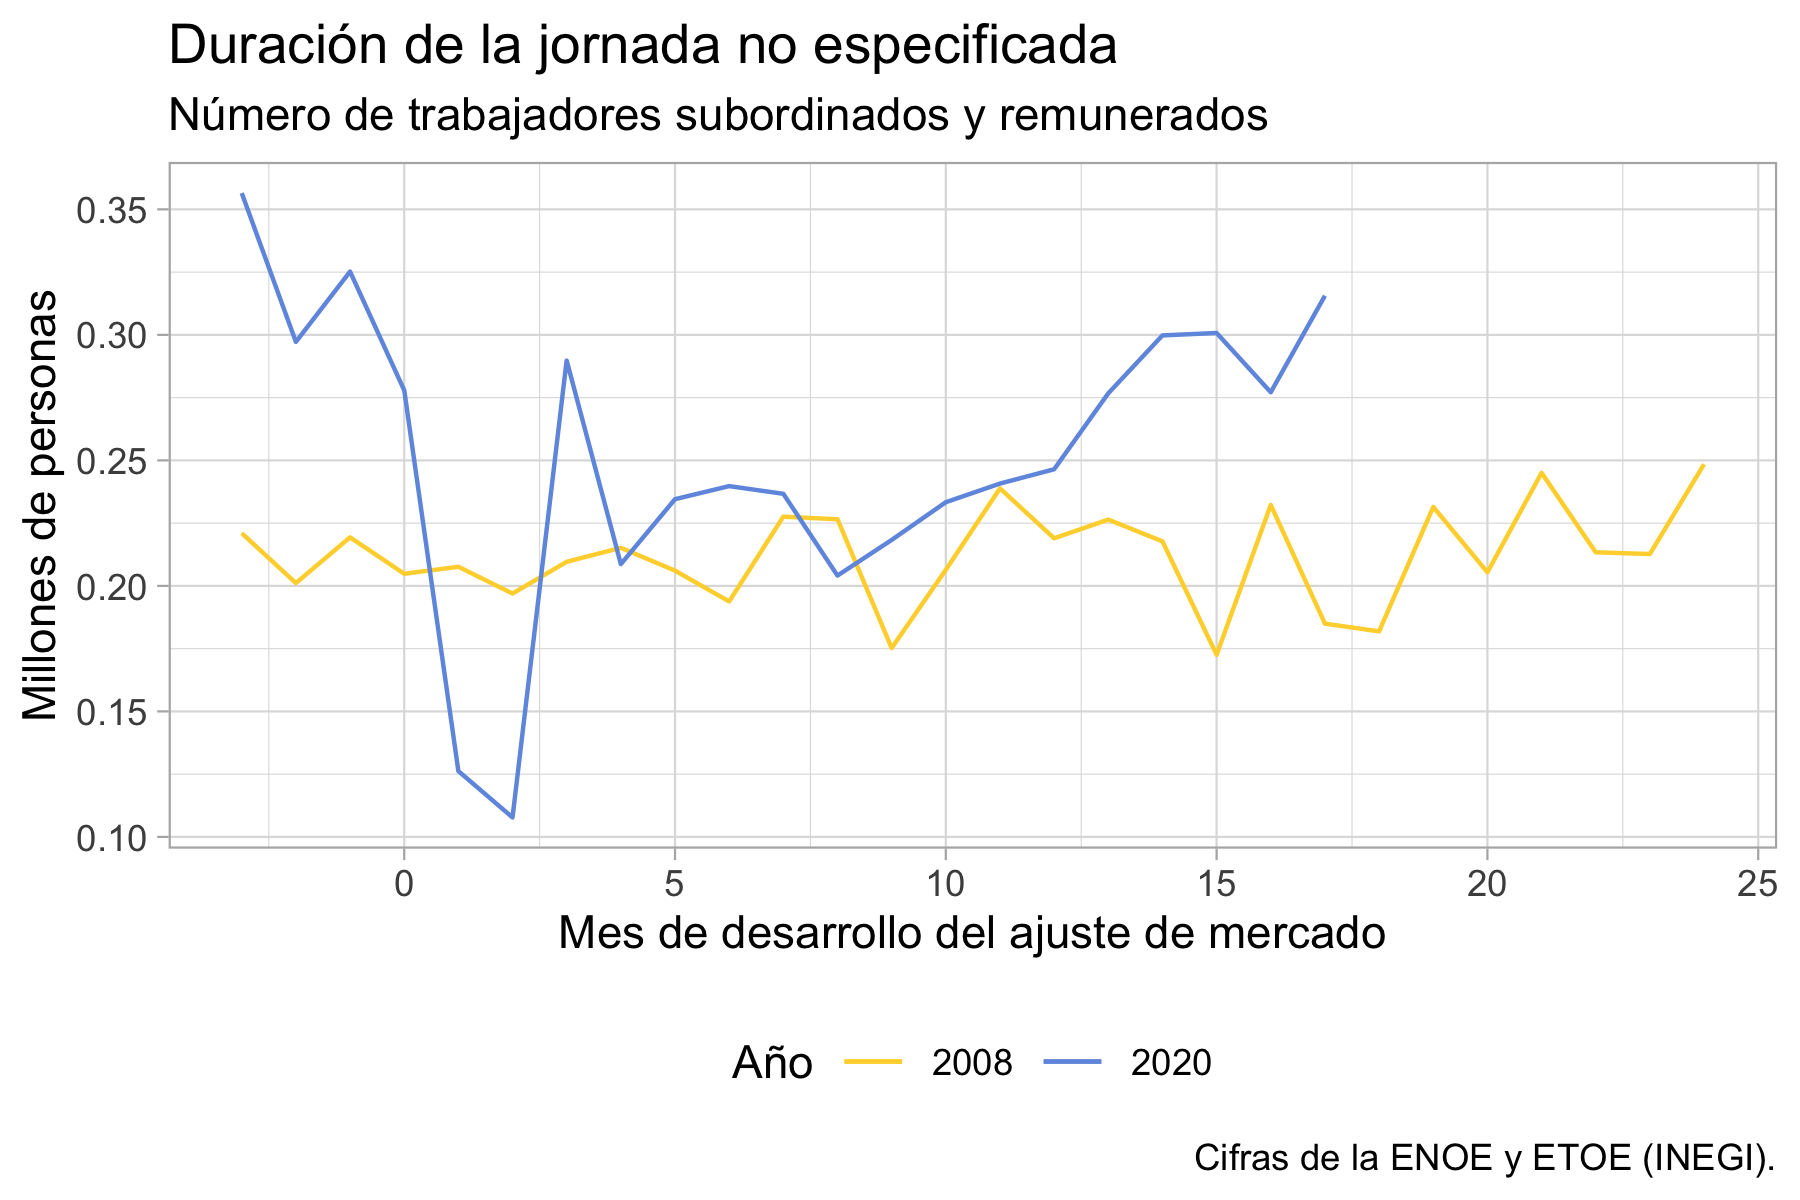 Duración de la jornada no especificada
Número de trabajadores subordinados y remunerados
Millones de personas
0.35
0.30
0.25
0.20
0.15
0.10
0 5 10 15 20 25
Mes de desarrollo del ajuste de mercado
Año 2008 2020
Cifras de la ENOE y ETOE (INEGI).